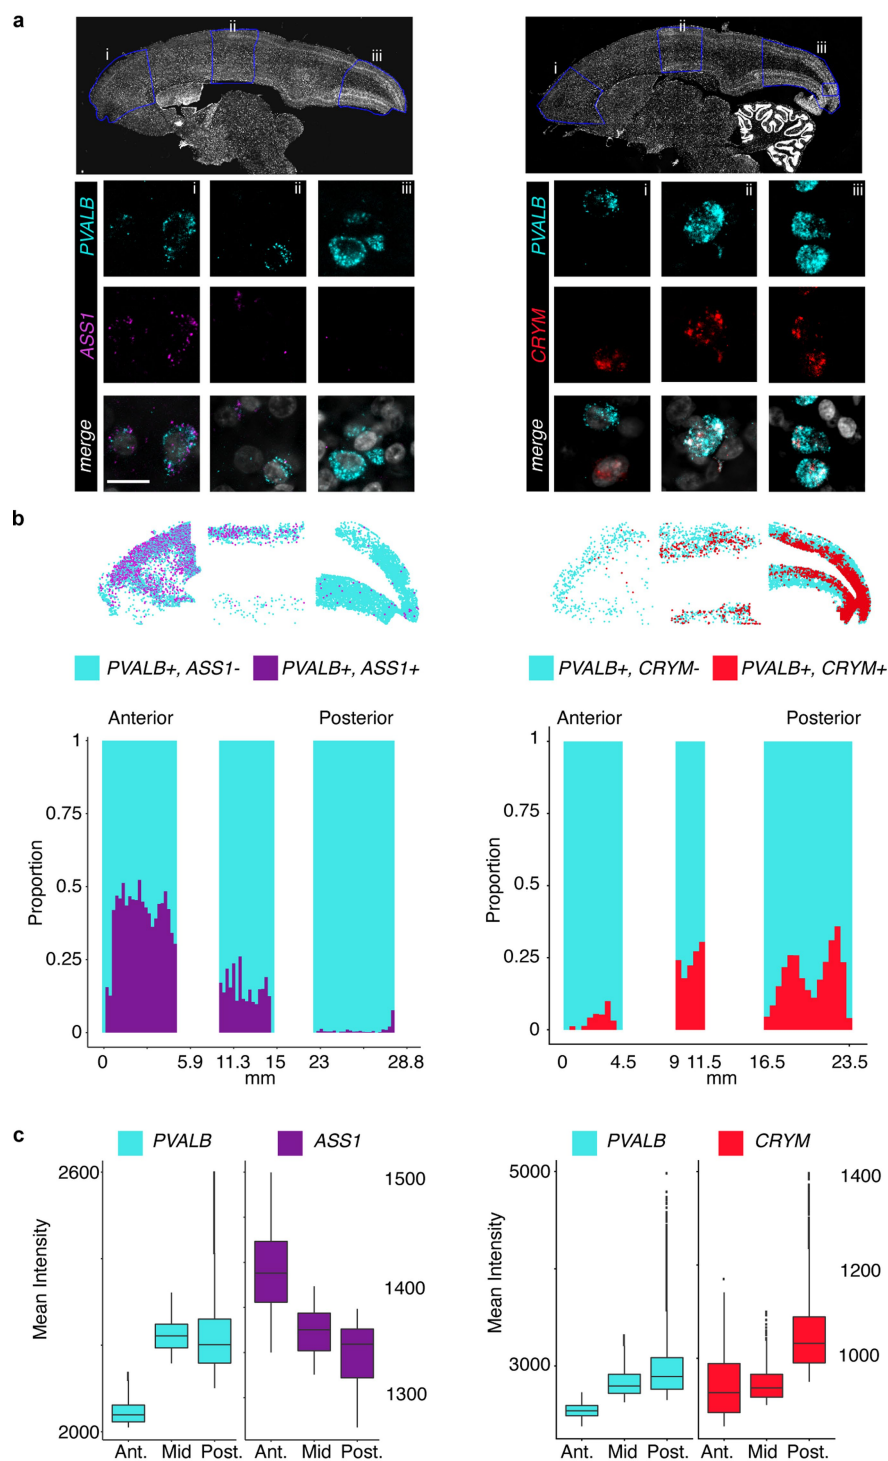 a
i
ii
iii
i
ii
iii
PVALB
i
ii
iii
ASS1
merge
PVALB
i
ii
iii
CRYM
merge
b
PVALB+, ASS1-
PVALB+, ASS1+
PVALB+, CRYM-
PVALB+, CRYM+
Anterior
Posterior
Proportion
1
0.75
0.5
0.25
0
0
5.9
11.3
15
23
28.8
mm
Anterior
Posterior
Proportion
1
0.75
0.5
0.25
0
0
4.5
9
11.5
16.5
23.5
mm
c
PVALB
ASS1
Mean Intensity
2600
2000
1500
1400
1300
Ant.
Mid
Post.
Ant.
Mid
Post.
PVALB
CRYM
Mean Intensity
5000
3000
1400
1200
1000
Ant.
Mid
Post.
Ant.
Mid
Post.